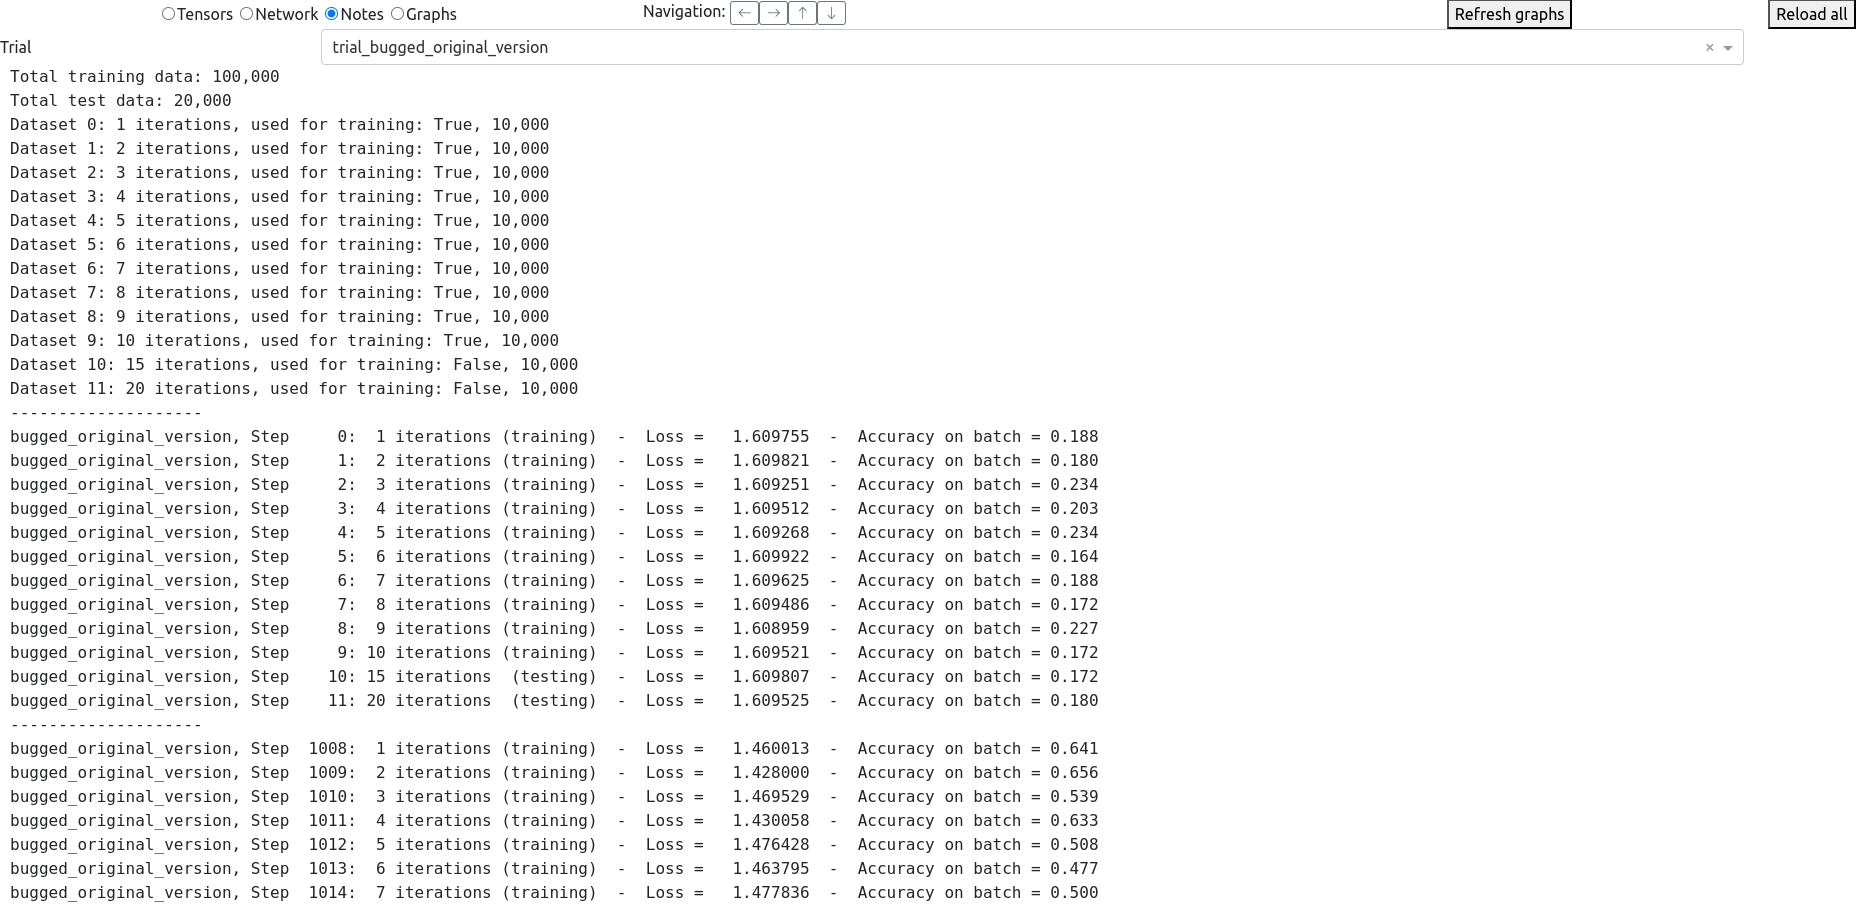 Tensors Network Notes Graphs Navigation: ← → ↑ ↓ Refresh graphs Reload all
Trial trial_bugged_original_version ×
Total training data: 100,000
Total test data: 20,000
Dataset 0: 1 iterations, used for training: True, 10,000
Dataset 1: 2 iterations, used for training: True, 10,000
Dataset 2: 3 iterations, used for training: True, 10,000
Dataset 3: 4 iterations, used for training: True, 10,000
Dataset 4: 5 iterations, used for training: True, 10,000
Dataset 5: 6 iterations, used for training: True, 10,000
Dataset 6: 7 iterations, used for training: True, 10,000
Dataset 7: 8 iterations, used for training: True, 10,000
Dataset 8: 9 iterations, used for training: True, 10,000
Dataset 9: 10 iterations, used for training: True, 10,000
Dataset 10: 15 iterations, used for training: False, 10,000
Dataset 11: 20 iterations, used for training: False, 10,000
--------------------
bugged_original_version, Step     0:  1 iterations (training)  -  Loss =   1.609755  -  Accuracy on batch = 0.188
bugged_original_version, Step     1:  2 iterations (training)  -  Loss =   1.609821  -  Accuracy on batch = 0.180
bugged_original_version, Step     2:  3 iterations (training)  -  Loss =   1.609251  -  Accuracy on batch = 0.234
bugged_original_version, Step     3:  4 iterations (training)  -  Loss =   1.609512  -  Accuracy on batch = 0.203
bugged_original_version, Step     4:  5 iterations (training)  -  Loss =   1.609268  -  Accuracy on batch = 0.234
bugged_original_version, Step     5:  6 iterations (training)  -  Loss =   1.609922  -  Accuracy on batch = 0.164
bugged_original_version, Step     6:  7 iterations (training)  -  Loss =   1.609625  -  Accuracy on batch = 0.188
bugged_original_version, Step     7:  8 iterations (training)  -  Loss =   1.609486  -  Accuracy on batch = 0.172
bugged_original_version, Step     8:  9 iterations (training)  -  Loss =   1.608959  -  Accuracy on batch = 0.227
bugged_original_version, Step     9: 10 iterations (training)  -  Loss =   1.609521  -  Accuracy on batch = 0.172
bugged_original_version, Step    10: 15 iterations  (testing)  -  Loss =   1.609807  -  Accuracy on batch = 0.172
bugged_original_version, Step    11: 20 iterations  (testing)  -  Loss =   1.609525  -  Accuracy on batch = 0.180
--------------------
bugged_original_version, Step  1008:  1 iterations (training)  -  Loss =   1.460013  -  Accuracy on batch = 0.641
bugged_original_version, Step  1009:  2 iterations (training)  -  Loss =   1.428000  -  Accuracy on batch = 0.656
bugged_original_version, Step  1010:  3 iterations (training)  -  Loss =   1.469529  -  Accuracy on batch = 0.539
bugged_original_version, Step  1011:  4 iterations (training)  -  Loss =   1.430058  -  Accuracy on batch = 0.633
bugged_original_version, Step  1012:  5 iterations (training)  -  Loss =   1.476428  -  Accuracy on batch = 0.508
bugged_original_version, Step  1013:  6 iterations (training)  -  Loss =   1.463795  -  Accuracy on batch = 0.477
bugged_original_version, Step  1014:  7 iterations (training)  -  Loss =   1.477836  -  Accuracy on batch = 0.500